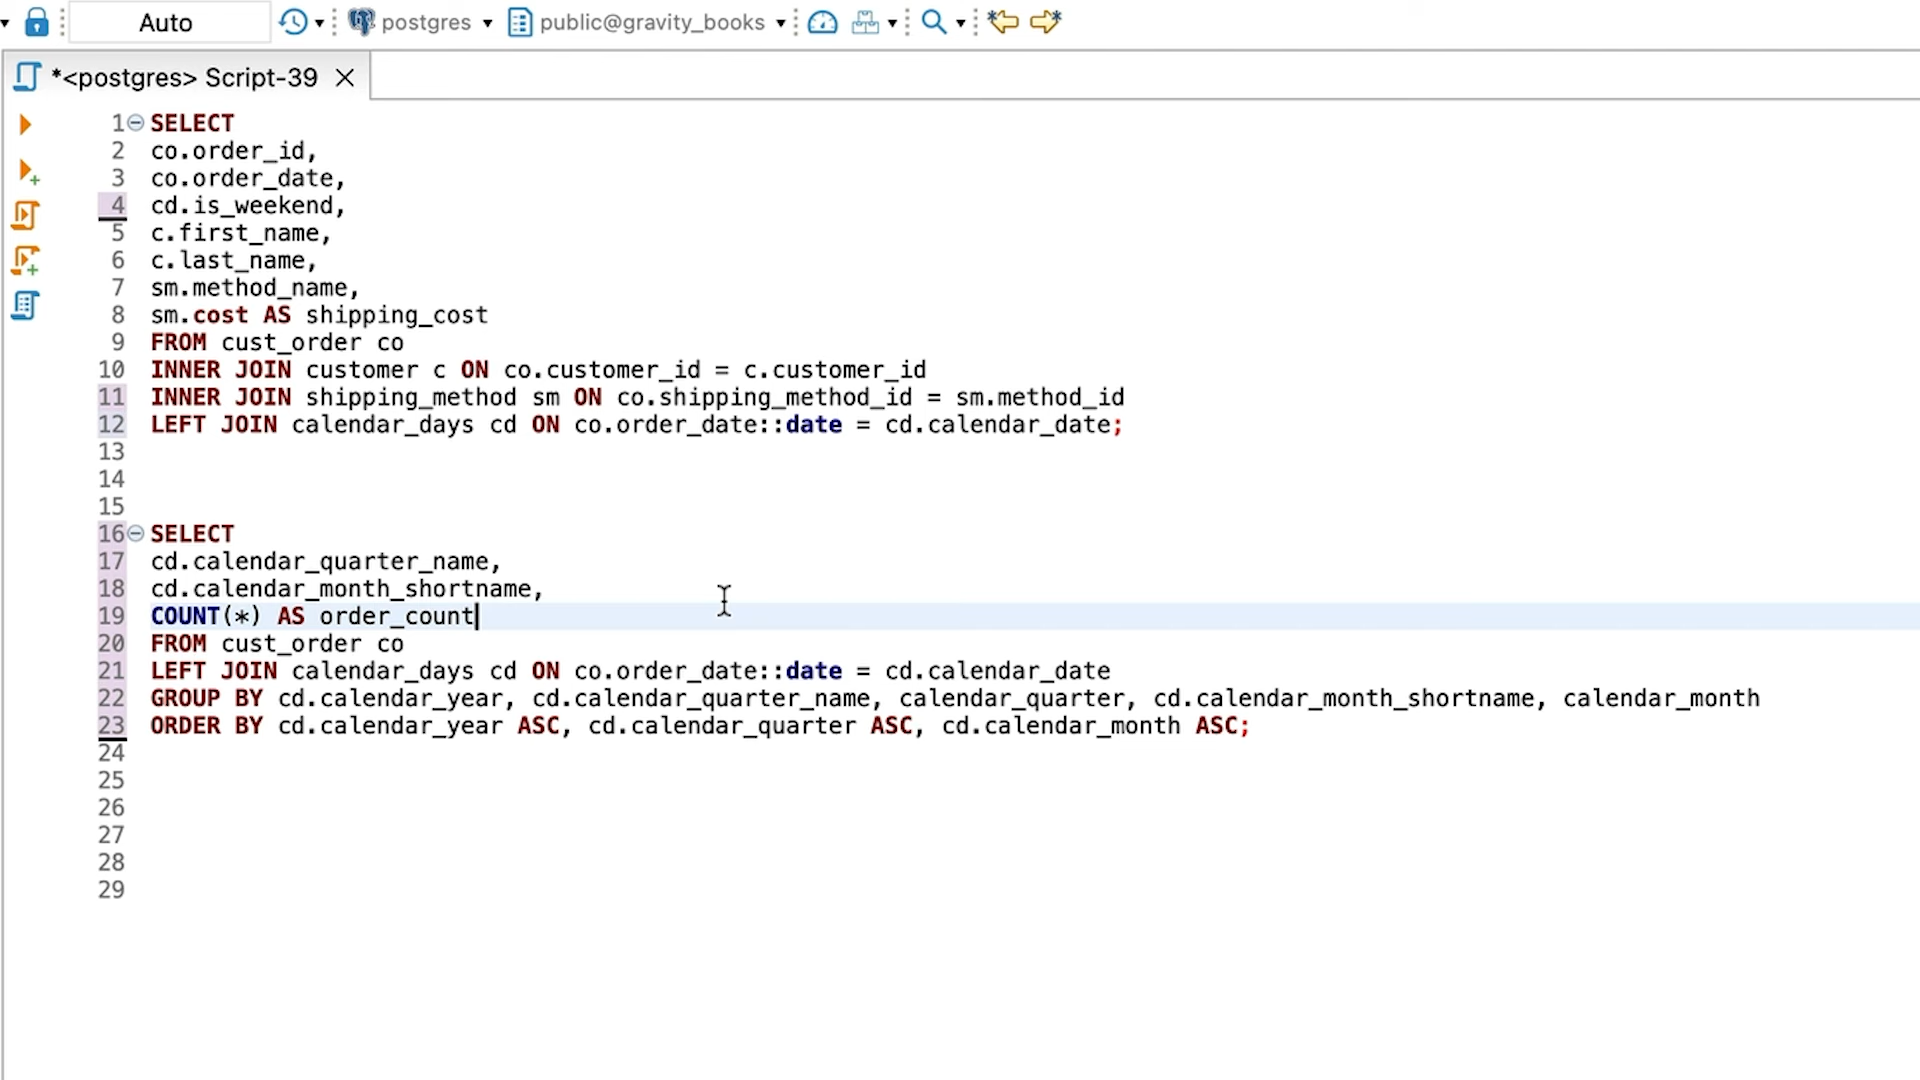 Auto postgres public@gravity_books
*<postgres> Script-39
1 SELECT
2 co.order_id,
3 co.order_date,
4 cd.is_weekend,
5 c.first_name,
6 c.last_name,
7 sm.method_name,
8 sm.cost AS shipping_cost
9 FROM cust_order co
10 INNER JOIN customer c ON co.customer_id = c.customer_id
11 INNER JOIN shipping_method sm ON co.shipping_method_id = sm.method_id
12 LEFT JOIN calendar_days cd ON co.order_date::date = cd.calendar_date;
13
14
15
16 SELECT
17 cd.calendar_quarter_name,
18 cd.calendar_month_shortname,
19 COUNT(*) AS order_count
20 FROM cust_order co
21 LEFT JOIN calendar_days cd ON co.order_date::date = cd.calendar_date
22 GROUP BY cd.calendar_year, cd.calendar_quarter_name, calendar_quarter, cd.calendar_month_shortname, calendar_month
23 ORDER BY cd.calendar_year ASC, cd.calendar_quarter ASC, cd.calendar_month ASC;
24
25
26
27
28
29